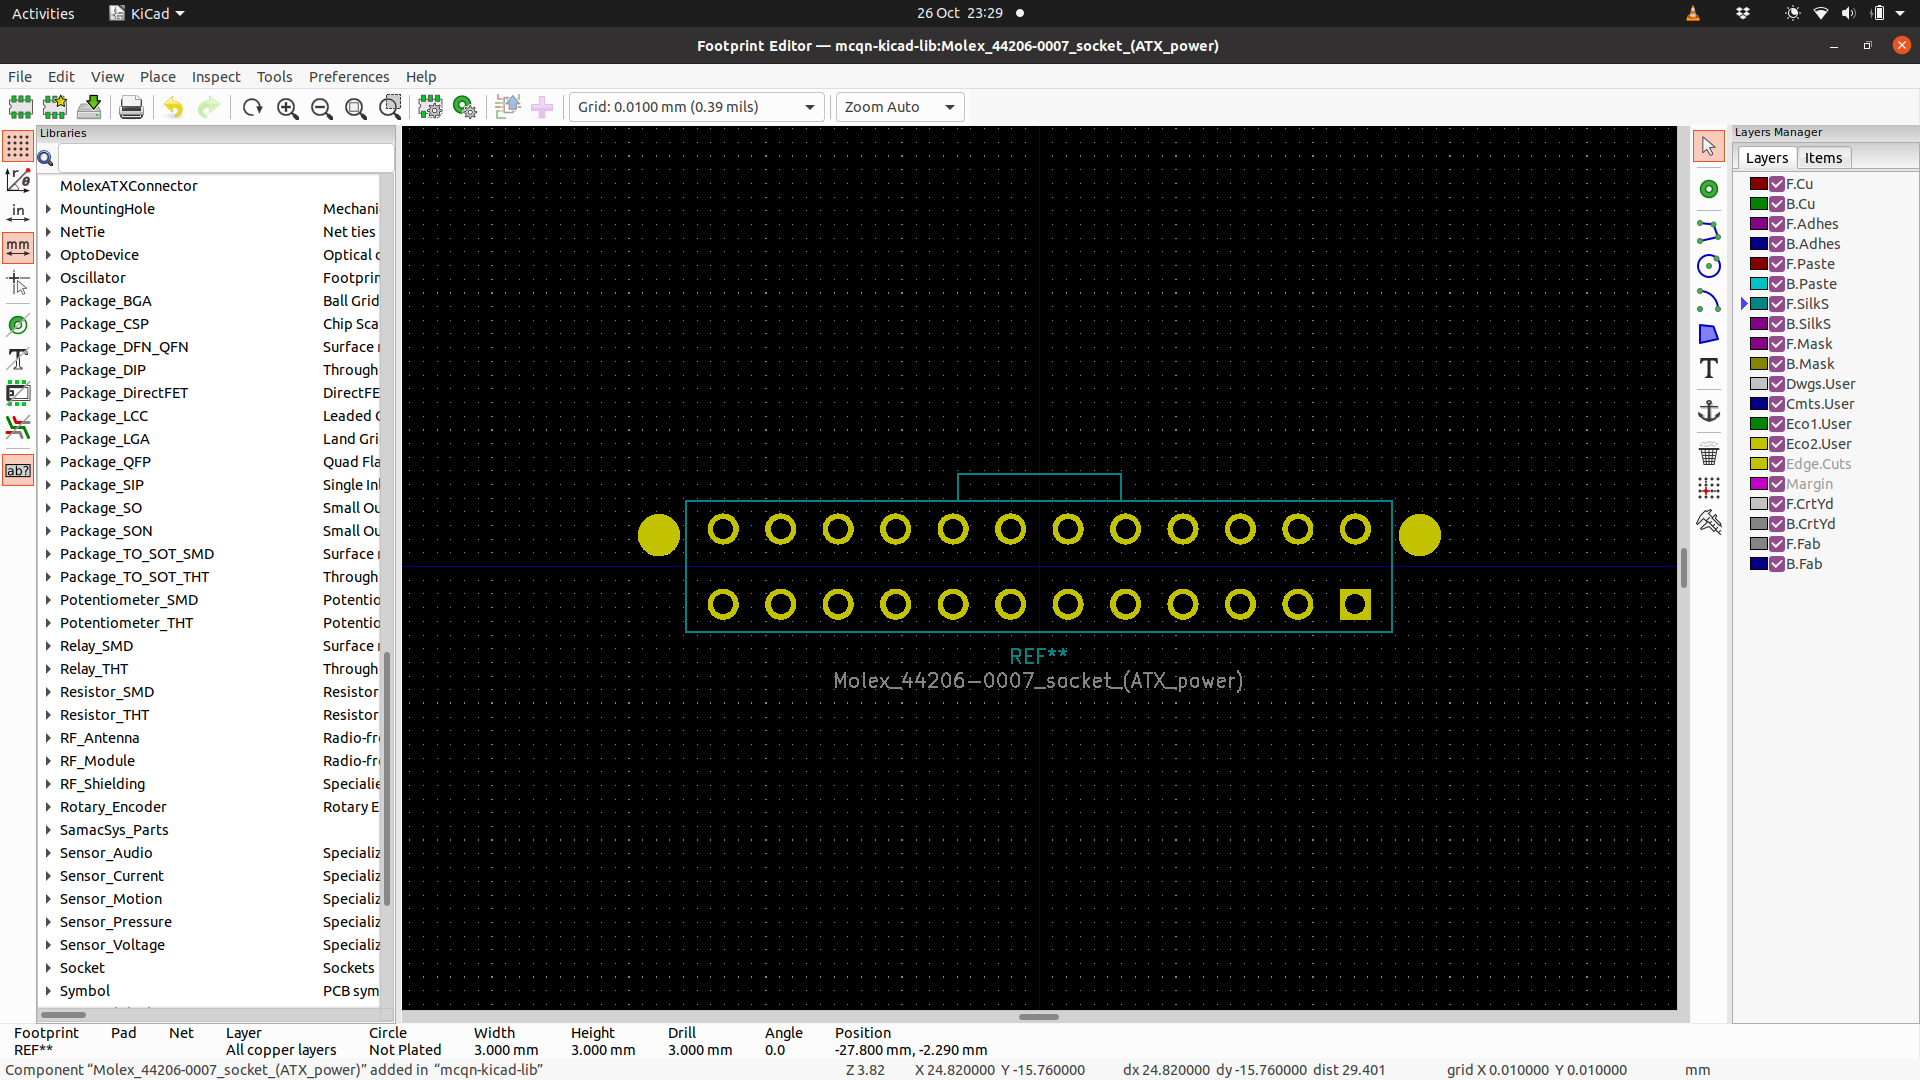 Activities
KiCad
26 Oct 23:29
Footprint Editor — mcqn-kicad-lib:Molex_44206-0007_socket_(ATX_power)
File Edit View Place Inspect Tools Preferences Help
Grid: 0.0100 mm (0.39 mils)
Zoom Auto
Libraries
in
mm
ab?
MolexATXConnector
MountingHole Mechani
NetTie Net ties
OptoDevice Optical
Oscillator Footprin
Package_BGA Ball Grid
Package_CSP Chip Sca
Package_DFN_QFN Surface
Package_DIP Through
Package_DirectFET DirectFE
Package_LCC Leaded
Package_LGA Land Gri
Package_QFP Quad Fla
Package_SIP Single Inl
Package_SO Small Ou
Package_SON Small Ou
Package_TO_SOT_SMD Surface
Package_TO_SOT_THT Through
Potentiometer_SMD Potentio
Potentiometer_THT Potentio
Relay_SMD Surface
Relay_THT Through
Resistor_SMD Resistor
Resistor_THT Resistor
RF_Antenna Radio-fr
RF_Module Radio-fr
RF_Shielding Specialie
Rotary_Encoder Rotary E
SamacSys_Parts
Sensor_Audio Specializ
Sensor_Current Specializ
Sensor_Motion Specializ
Sensor_Pressure Specializ
Sensor_Voltage Specializ
Socket Sockets
Symbol PCB sym
REF**
Molex_44206-0007_socket_(ATX_power)
Layers Manager
Layers Items
F.Cu
B.Cu
F.Adhes
B.Adhes
F.Paste
B.Paste
F.SilkS
B.SilkS
F.Mask
B.Mask
Dwgs.User
Cmts.User
Eco1.User
Eco2.User
Edge.Cuts
Margin
F.CrtYd
B.CrtYd
F.Fab
B.Fab
Footprint Pad Net Layer Circle Width Height Drill Angle Position
REF** All copper layers Not Plated 3.000 mm 3.000 mm 3.000 mm 0.0 -27.800 mm, -2.290 mm
Component “Molex_44206-0007_socket_(ATX_power)” added in “mcqn-kicad-lib” Z 3.82 X 24.820000 Y -15.760000 dx 24.820000 dy -15.760000 dist 29.401 grid X 0.010000 Y 0.010000 mm